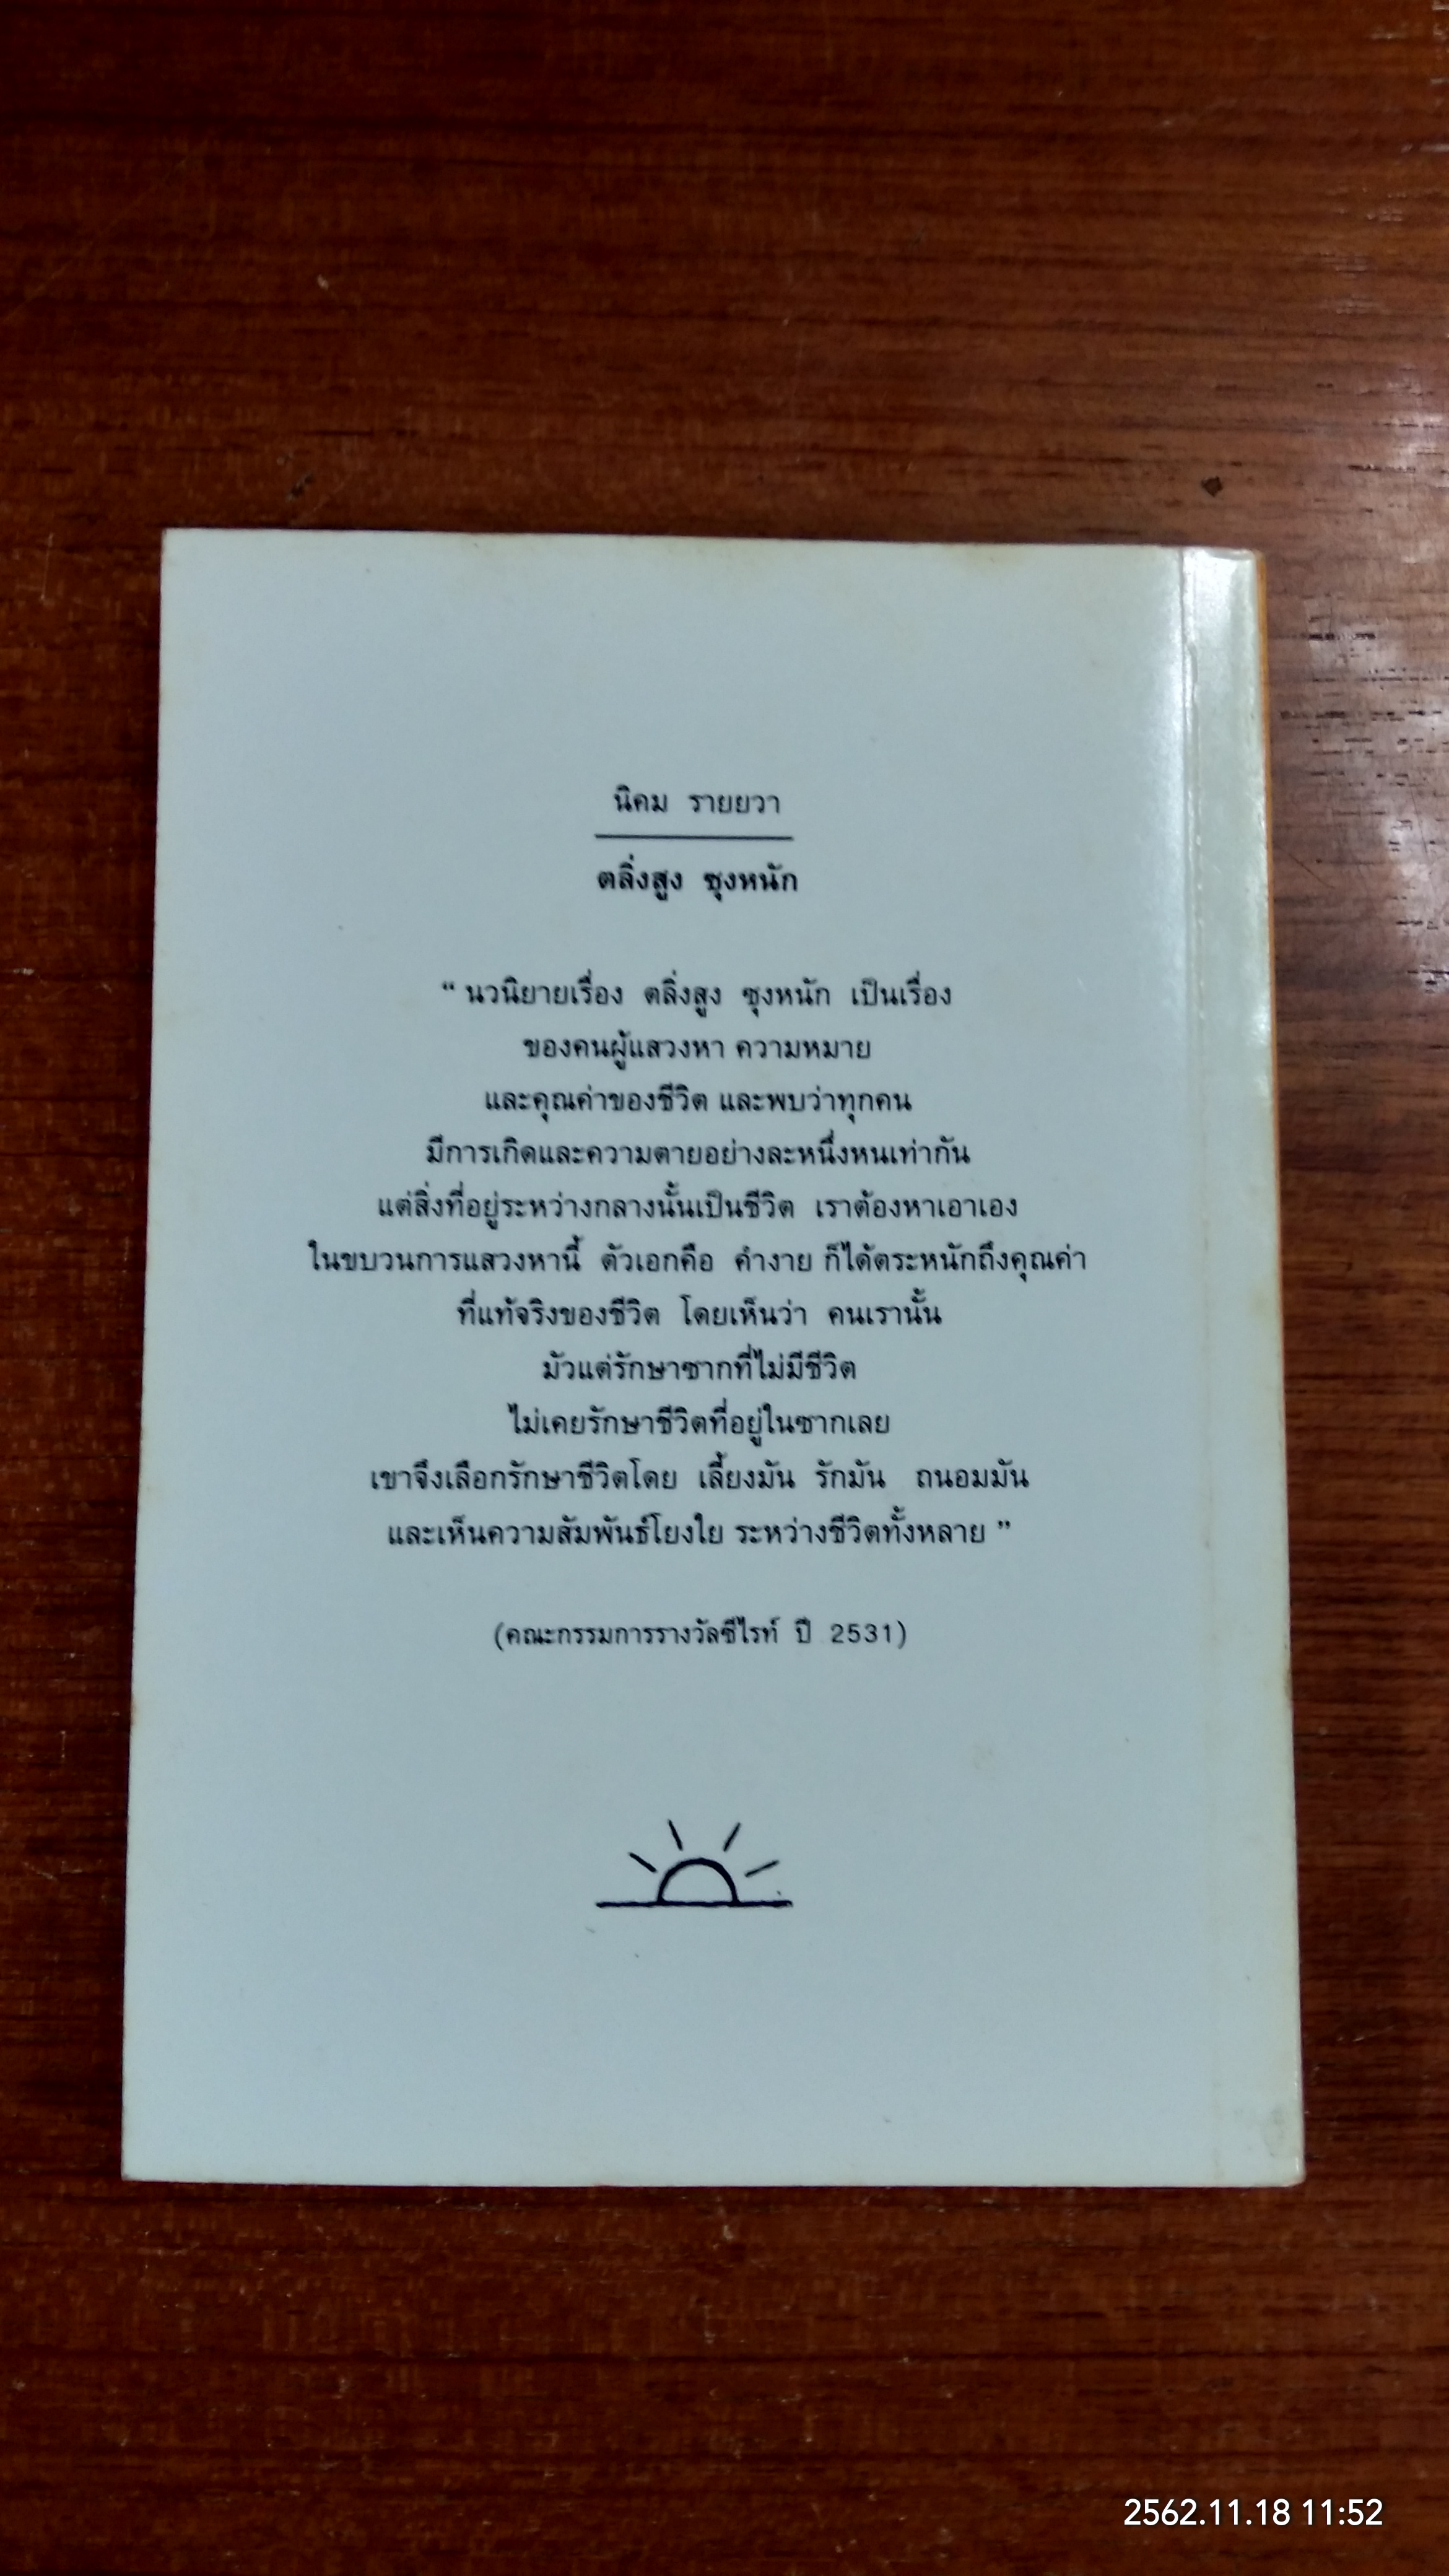 นิคม รายยวา
ตลิ่งสูง ซุงหนัก
“ นวนิยายเรื่อง ตลิ่งสูง ซุงหนัก เป็นเรื่อง
ของคนผู้แสวงหา ความหมาย
และคุณค่าของชีวิต และพบว่าทุกคน
มีการเกิดและความตายอย่างละหนึ่งหนเท่ากัน
แต่สิ่งที่อยู่ระหว่างกลางนั้นเป็นชีวิต เราต้องหาเอาเอง
ในขบวนการแสวงหานี้ ตัวเอกคือ คำงาย ก็ได้ตระหนักถึงคุณค่า
ที่แท้จริงของชีวิต โดยเห็นว่า คนเรานั้น
มัวแต่รักษาซากที่ไม่มีชีวิต
ไม่เคยรักษาชีวิตที่อยู่ในซากเลย
เขาจึงเลือกรักษาชีวิตโดย เลี้ยงมัน รักมัน ถนอมมัน
และเห็นความสัมพันธ์โยงใย ระหว่างชีวิตทั้งหลาย ”
(คณะกรรมการรางวัลซีไรท์ ปี 2531)
2562.11.18 11:52